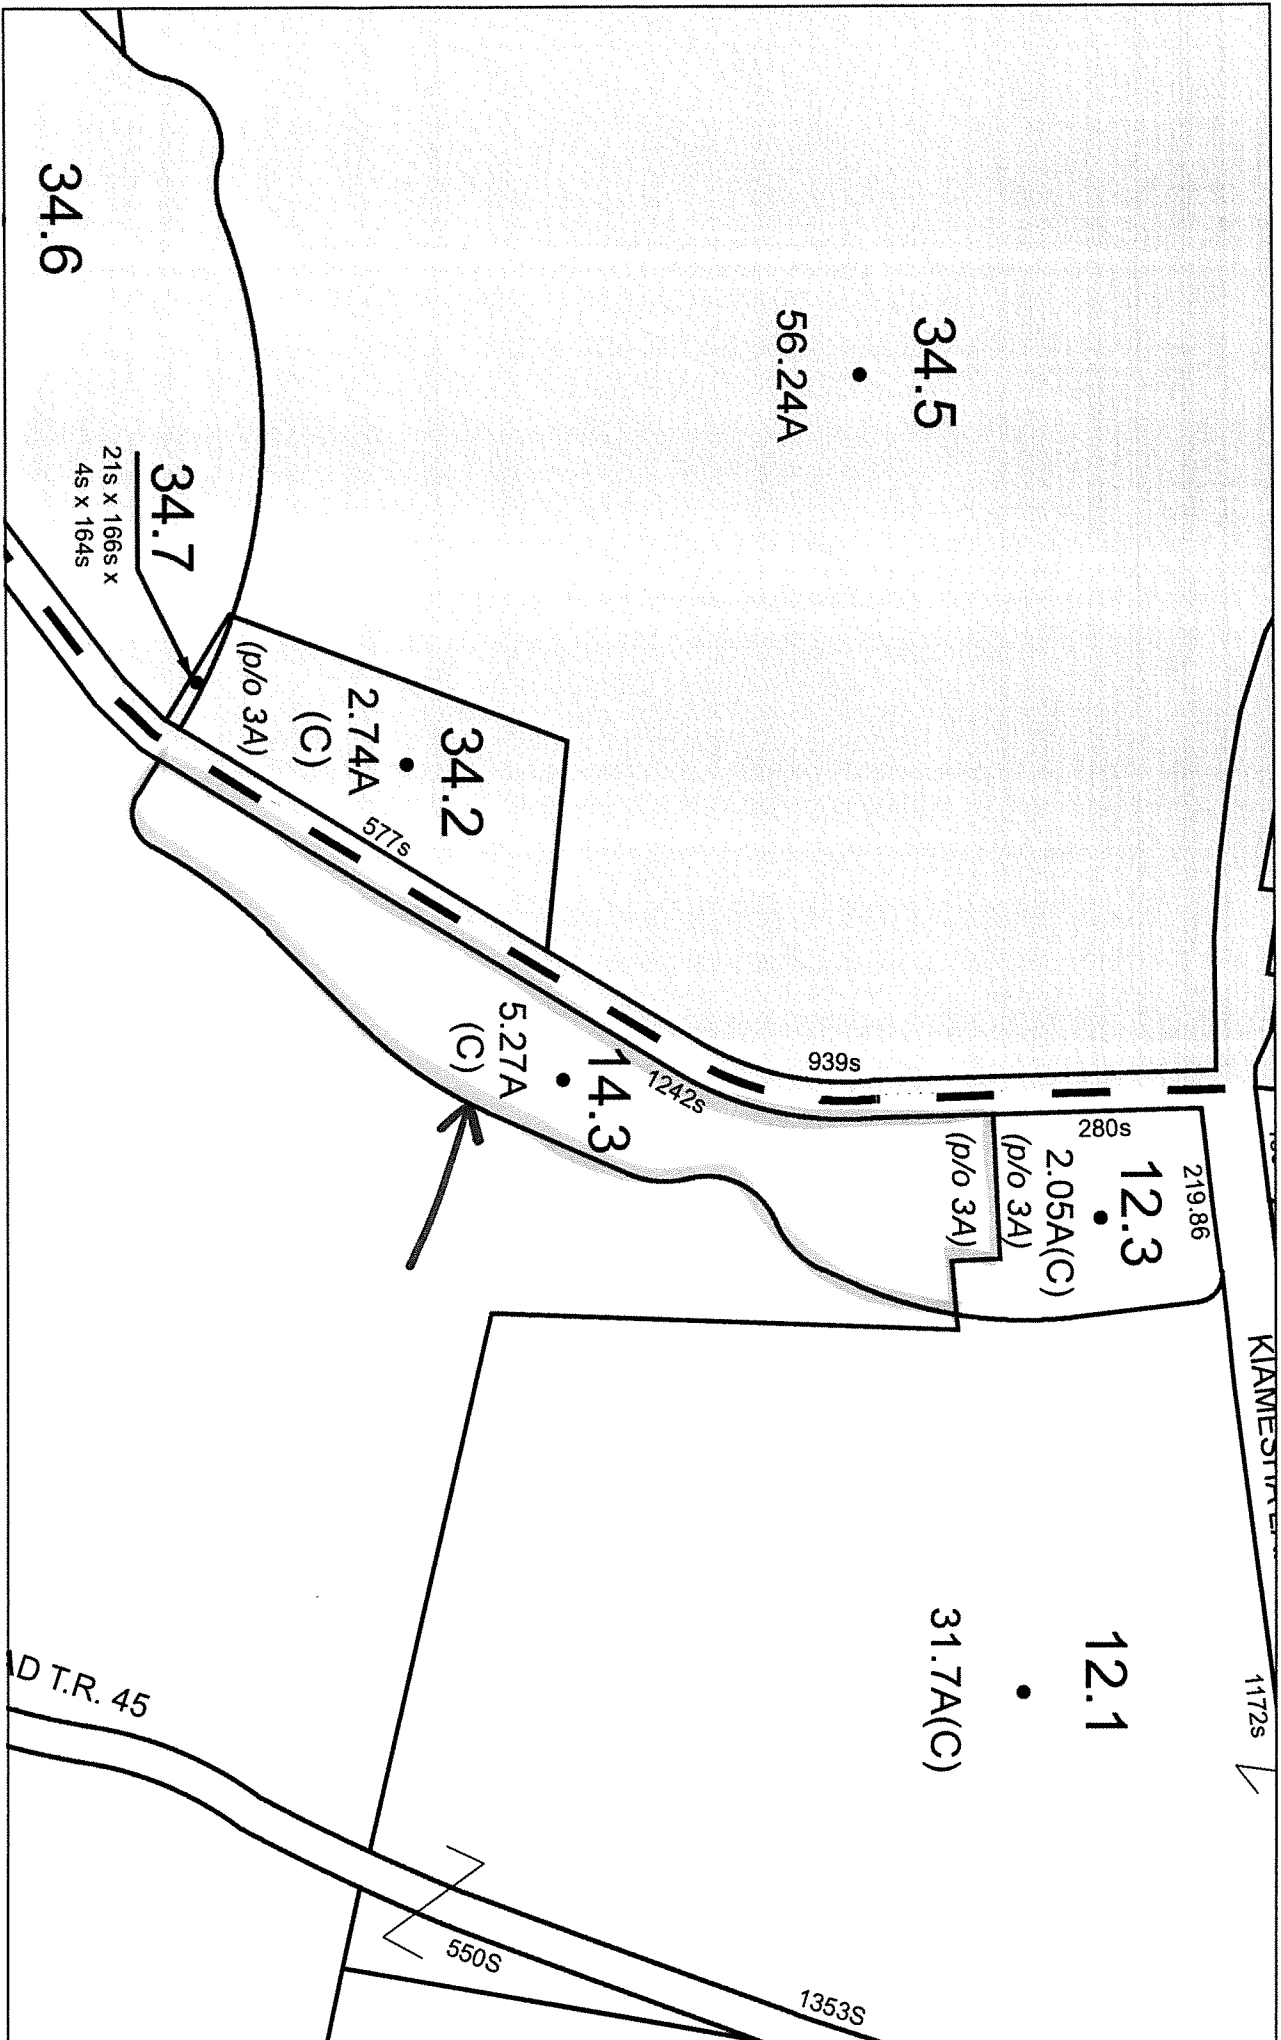 34.5
56.24A
34.6
34.7
21s x 166s x
4s x 164s
34.2
2.74A
(C)
(p/o 3A)
577s
939s
14.3
5.27A
(C)
1242s
(p/o 3A)
280s
219.86
12.3
2.05A(C)
(p/o 3A)
12.1
31.7A(C)
1172s
T.R. 45
550S
1353S